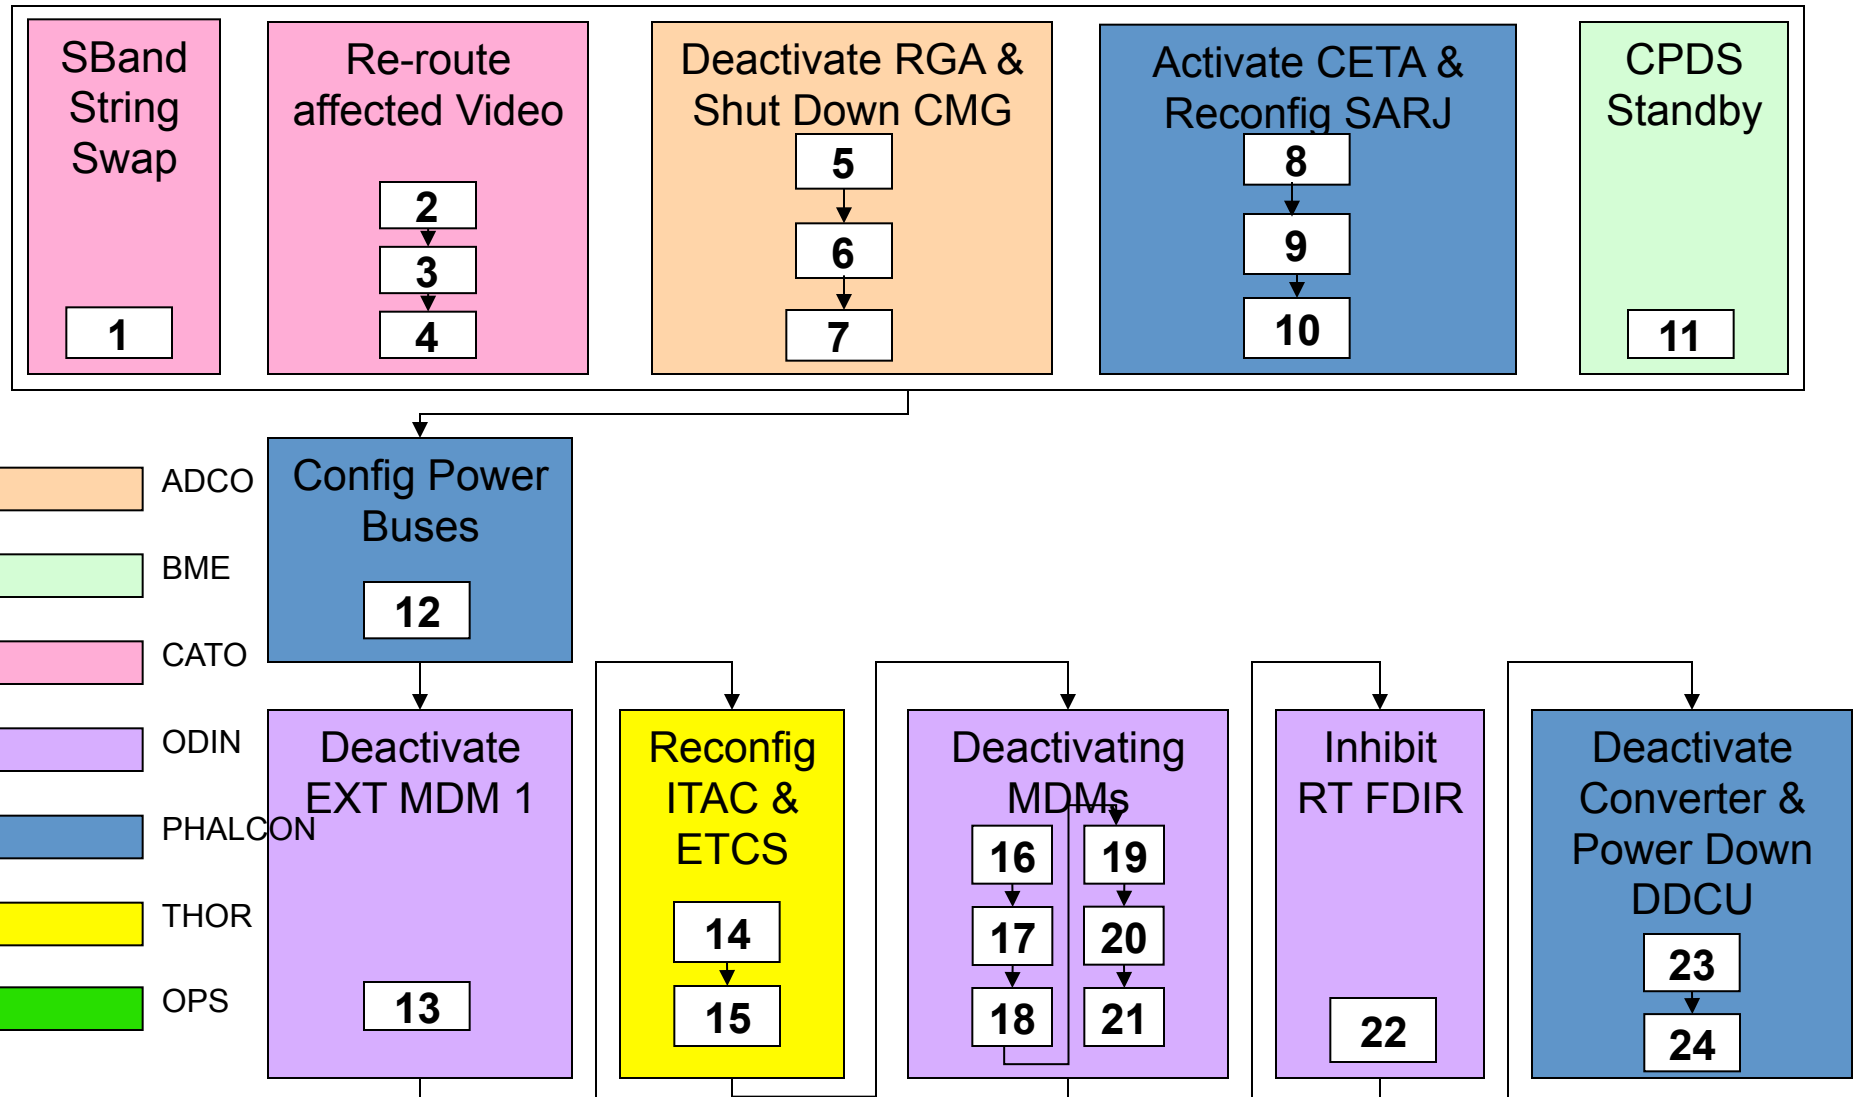 SBand
String
Swap
1
Re-route
affected Video
2
3
4
Deactivate RGA &
Shut Down CMG
5
6
7
Activate CETA &
Reconfig SARJ
8
9
10
CPDS
Standby
11
ADCO
BME
CATO
ODIN
PHALCON
THOR
OPS
Config Power
Buses
12
Deactivate
EXT MDM 1
13
Reconfig
ITAC &
ETCS
14
15
Deactivating
MDMs
16
17
18
19
20
21
Inhibit
RT FDIR
22
Deactivate
Converter &
Power Down
DDCU
23
24